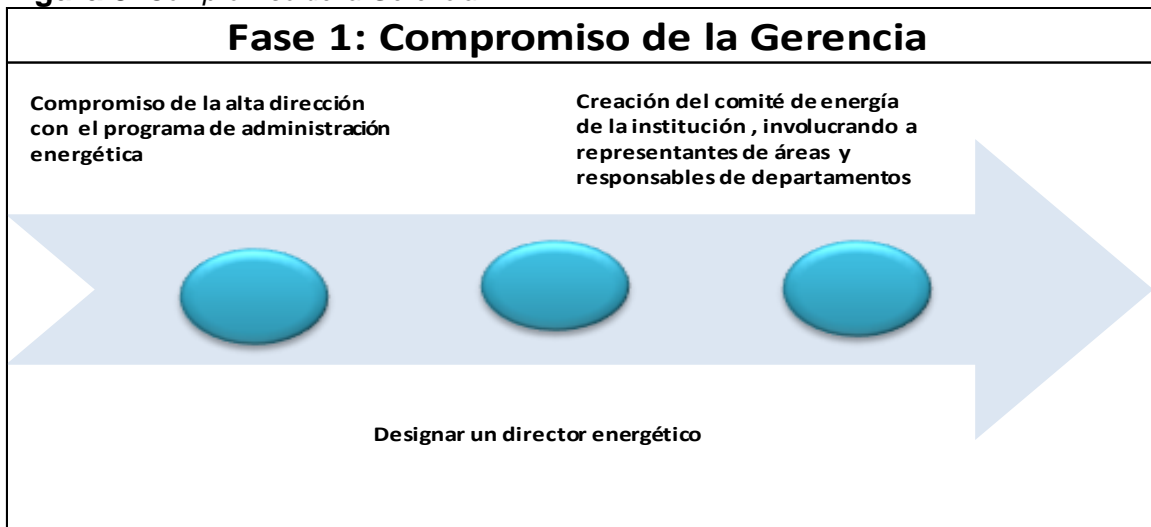 Fase 1: Compromiso de la Gerencia
Compromiso de la alta dirección
con el programa de administración
energética
Creación del comité de energía
de la institución , involucrando a
representantes de áreas y
responsables de departamentos
Designar un director energético